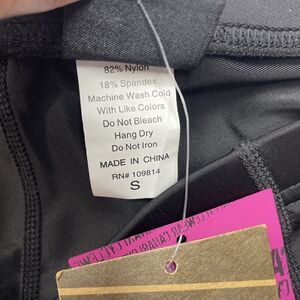 82% Nylon
18% Spandex
Machine Wash Cold
With Like Colors
Do Not Bleach
Hang Dry
Do Not Iron
MADE IN CHINA
RN# 109814
S